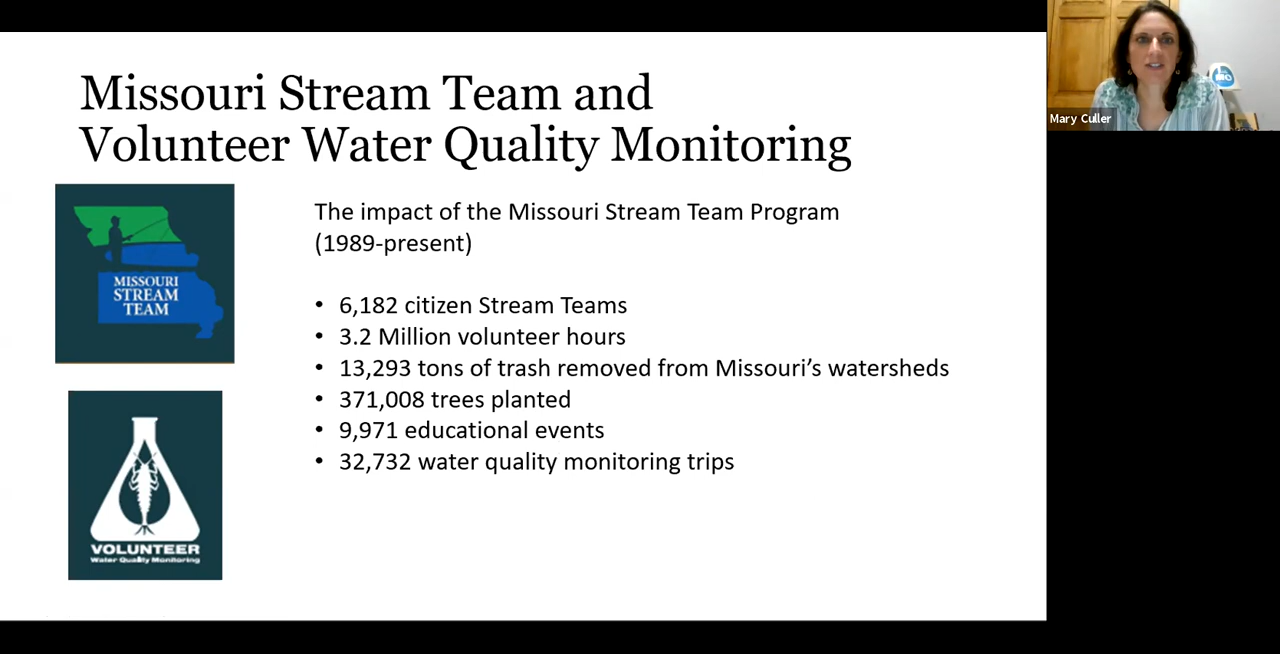 Missouri Stream Team and
Volunteer Water Quality Monitoring
The impact of the Missouri Stream Team Program
(1989-present)
• 6,182 citizen Stream Teams
• 3.2 Million volunteer hours
• 13,293 tons of trash removed from Missouri’s watersheds
• 371,008 trees planted
• 9,971 educational events
• 32,732 water quality monitoring trips
MISSOURI
STREAM
TEAM
VOLUNTEER
Water Quality Monitoring
Mary Culler
MO